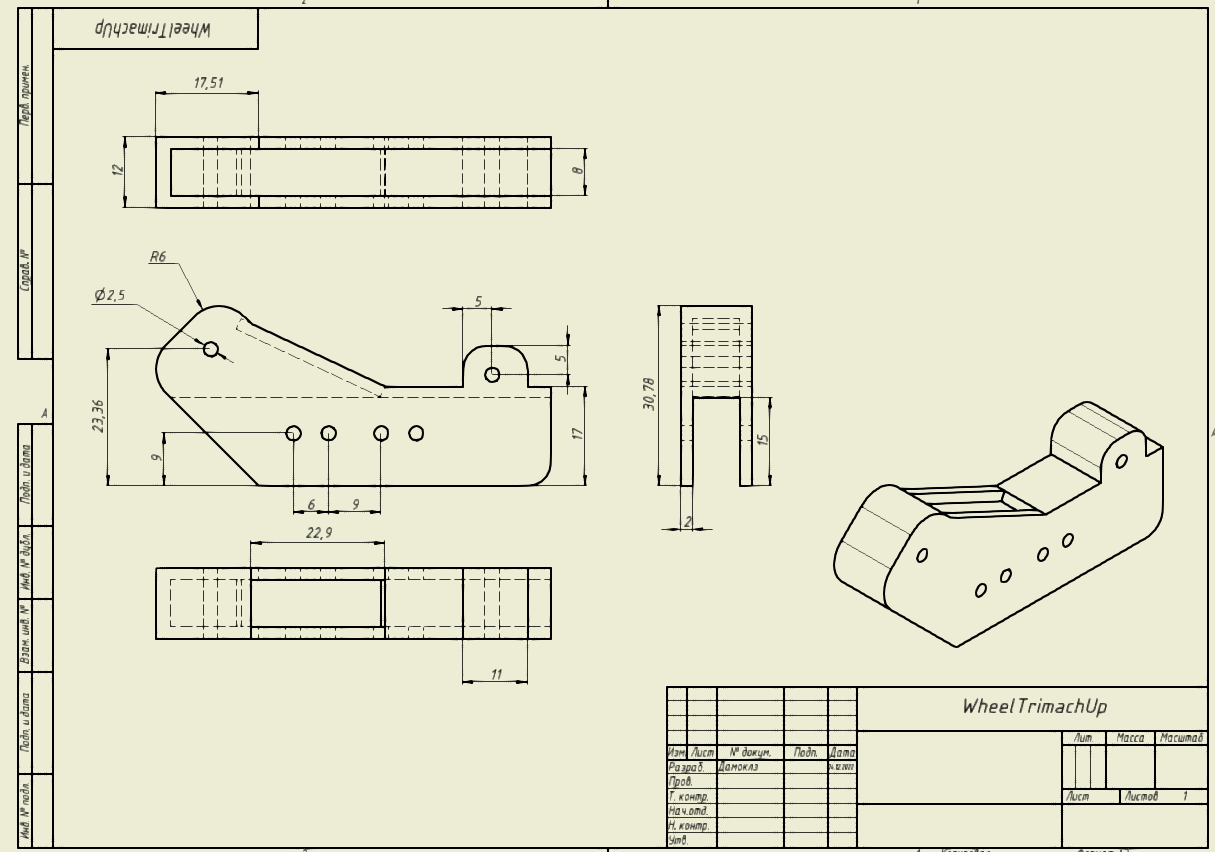 WheelTrimachUp
17,51
12
8
R6
Ø2,5
5
5
23,36
9
17
6
9
30,78
15
2
22,9
11
Перв. примен.
Справ. №
Подп. и дата
Инв. № дубл.
Взам. инв. №
Подп. и дата
Инв. № подл.
A
WheelTrimachUp
Изм. Лист № докум. Подп. Дата
Разраб. Дамоклз
Пров.
Т. контр.
Нач.отд.
Н. контр.
Утв.
Лит. Масса Масштаб
Лист Листов 1